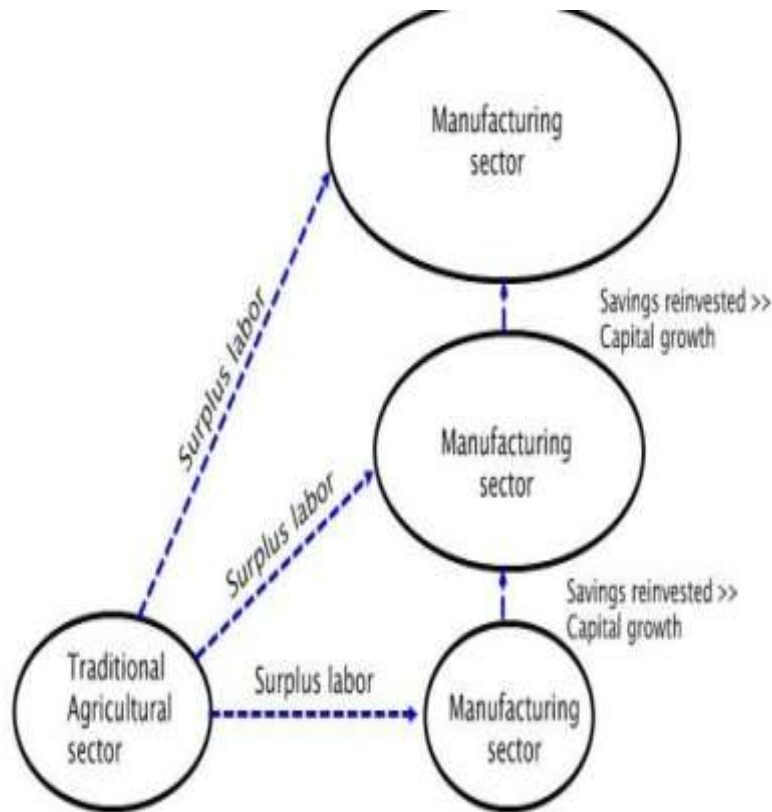 Manufacturing
sector
Savings reinvested >>
Capital growth
Surplus labor
Manufacturing
sector
Surplus labor
Savings reinvested >>
Capital growth
Traditional
Agricultural
sector
Surplus labor
Manufacturing
sector